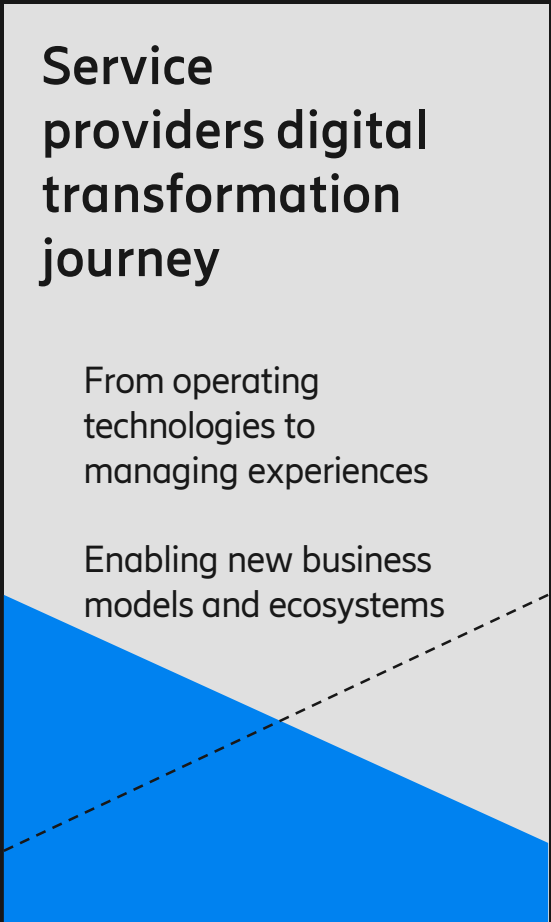 Service
providers digital
transformation
journey
From operating
technologies to
managing experiences
Enabling new business
models and ecosystems